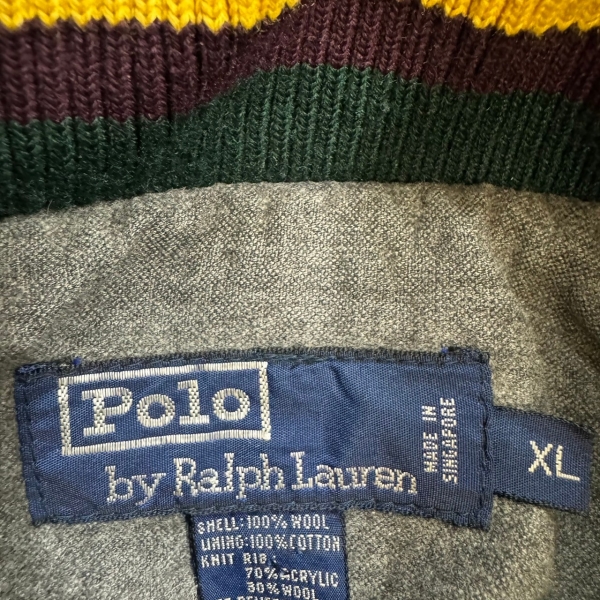 Polo
by Ralph Lauren
MADE IN
SINGAPORE
XL
SHELL:100% WOOL
LINING:100% COTTON
KNIT RIB:
70% ACRYLIC
30% WOOL